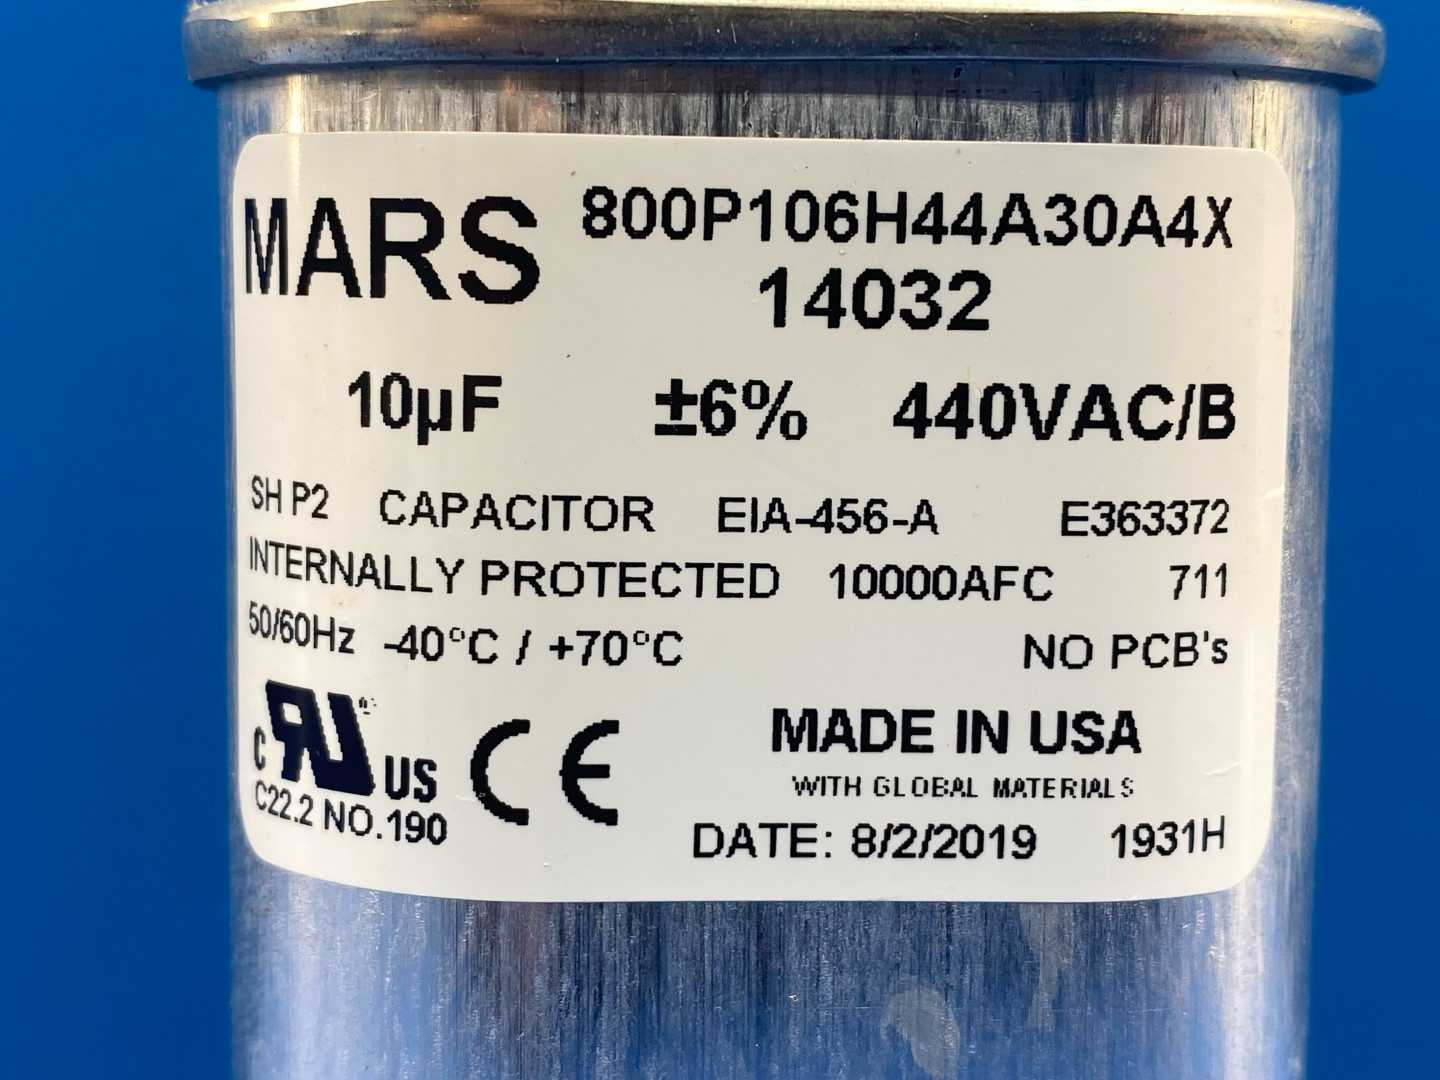 MARS 800P106H44A30A4X
14032
10µF ±6% 440VAC/B
SH P2 CAPACITOR EIA-456-A E363372
INTERNALLY PROTECTED 10000AFC 711
50/60Hz -40°C / +70°C NO PCB's
C RU US CE MADE IN USA
WITH GLOBAL MATERIALS
C22.2 NO.190 DATE: 8/2/2019 1931H